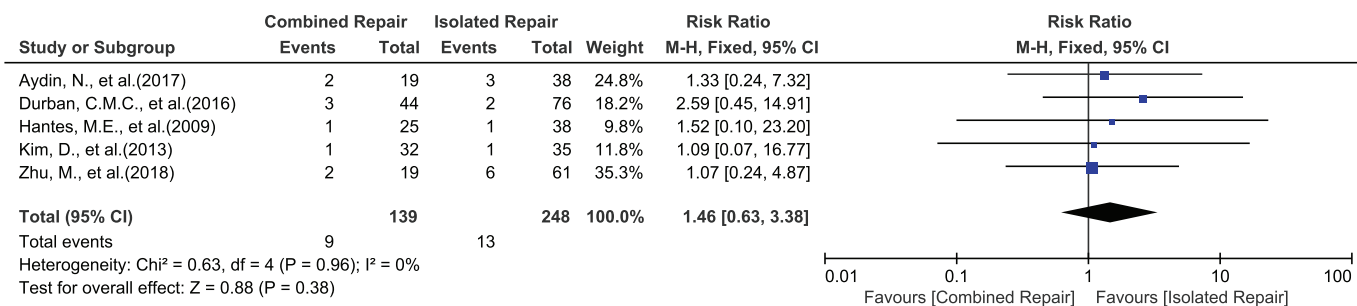 Combined Repair Isolated Repair Risk Ratio Risk Ratio
Study or Subgroup Events Total Events Total Weight M-H, Fixed, 95% CI M-H, Fixed, 95% CI
Aydin, N., et al.(2017) 2 19 3 38 24.8% 1.33 [0.24, 7.32]
Durban, C.M.C., et al.(2016) 3 44 2 76 18.2% 2.59 [0.45, 14.91]
Hantes, M.E., et al.(2009) 1 25 1 38 9.8% 1.52 [0.10, 23.20]
Kim, D., et al.(2013) 1 32 1 35 11.8% 1.09 [0.07, 16.77]
Zhu, M., et al.(2018) 2 19 6 61 35.3% 1.07 [0.24, 4.87]
Total (95% CI) 139 248 100.0% 1.46 [0.63, 3.38]
Total events 9 13
Heterogeneity: Chi² = 0.63, df = 4 (P = 0.96); I² = 0%
Test for overall effect: Z = 0.88 (P = 0.38)
0.01 0.1 1 10 100
Favours [Combined Repair] Favours [Isolated Repair]